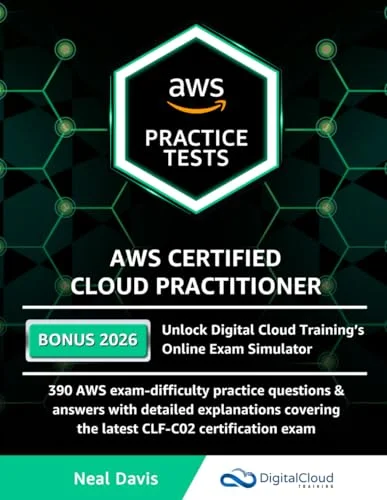 aws
PRACTICE
TESTS
AWS CERTIFIED
CLOUD PRACTITIONER
BONUS 2026
Unlock Digital Cloud Training's
Online Exam Simulator
390 AWS exam-difficulty practice questions &
answers with detailed explanations covering
the latest CLF-C02 certification exam
Neal Davis
DigitalCloud
TRAINING